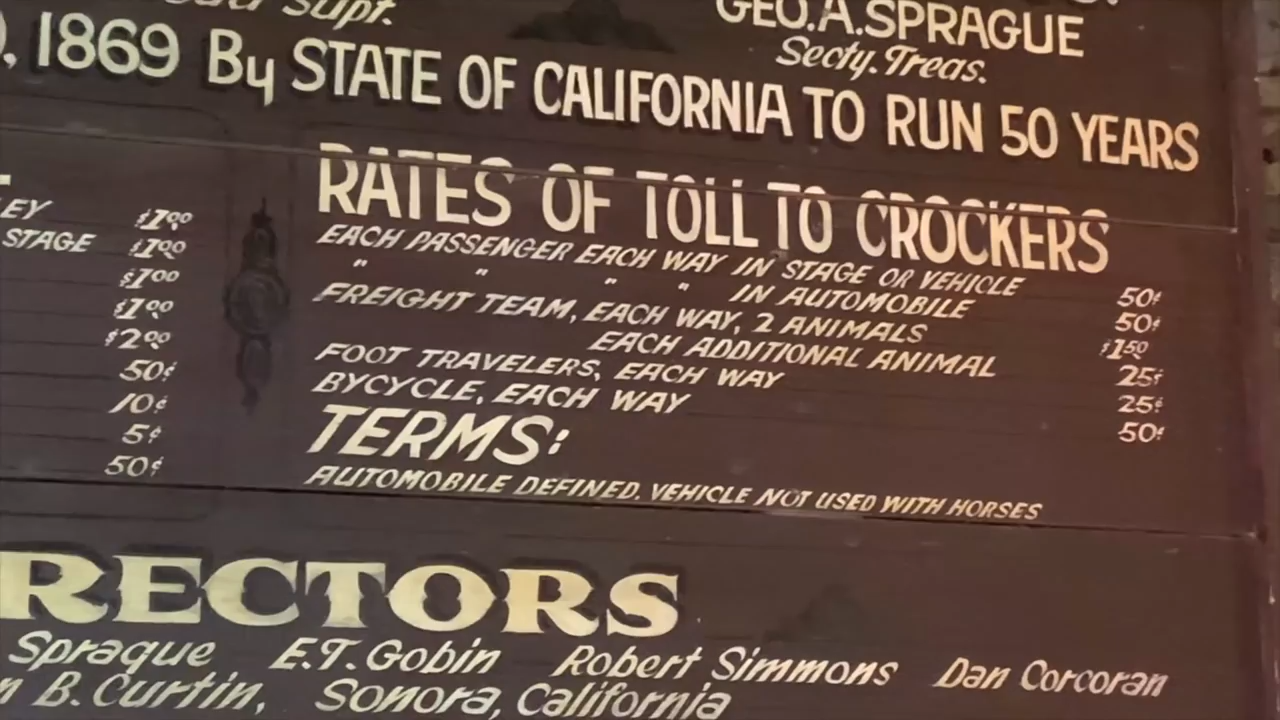 Supt.
GEO. A. SPRAGUE
Secty. Treas.
, 1869 By STATE OF CALIFORNIA TO RUN 50 YEARS
EY $1.00
STAGE $1.00
$1.00
$1.00
$2.00
50¢
10¢
5¢
50¢
RATES OF TOLL TO CROCKERS
EACH PASSENGER EACH WAY IN STAGE OR VEHICLE 50¢
" " " " IN AUTOMOBILE 50¢
FREIGHT TEAM, EACH WAY, 2 ANIMALS $1.50
EACH ADDITIONAL ANIMAL 25¢
FOOT TRAVELERS, EACH WAY 25¢
BYCYCLE, EACH WAY 50¢
TERMS:
AUTOMOBILE DEFINED. VEHICLE NOT USED WITH HORSES
RECTORS
Sprague E.T. Gobin Robert Simmons Dan Corcoran
n B. Curtin, Sonora, California